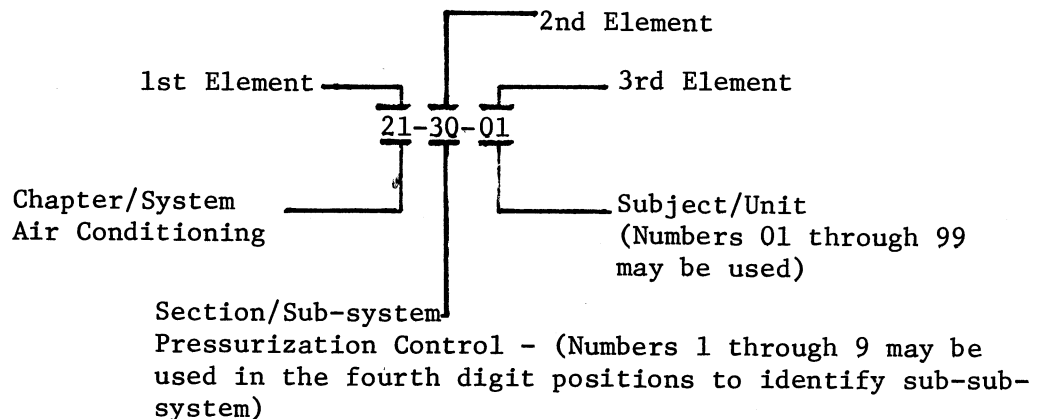 2nd Element
1st Element
3rd Element
21-30-01
Chapter/System
Air Conditioning
Subject/Unit
(Numbers 01 through 99
may be used)
Section/Sub-system
Pressurization Control - (Numbers 1 through 9 may be
used in the fourth digit positions to identify sub-sub-
system)